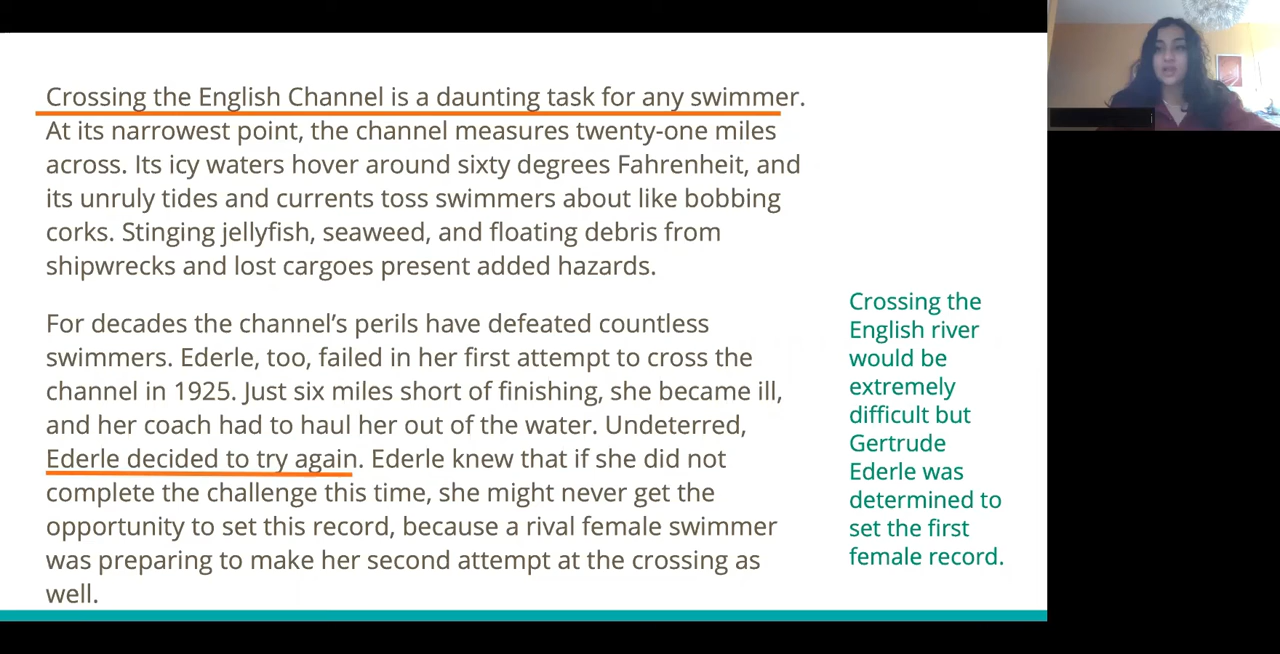 Crossing the English Channel is a daunting task for any swimmer.
At its narrowest point, the channel measures twenty-one miles
across. Its icy waters hover around sixty degrees Fahrenheit, and
its unruly tides and currents toss swimmers about like bobbing
corks. Stinging jellyfish, seaweed, and floating debris from
shipwrecks and lost cargoes present added hazards.
For decades the channel’s perils have defeated countless
swimmers. Ederle, too, failed in her first attempt to cross the
channel in 1925. Just six miles short of finishing, she became ill,
and her coach had to haul her out of the water. Undeterred,
Ederle decided to try again. Ederle knew that if she did not
complete the challenge this time, she might never get the
opportunity to set this record, because a rival female swimmer
was preparing to make her second attempt at the crossing as
well.
Crossing the
English river
would be
extremely
difficult but
Gertrude
Ederle was
determined to
set the first
female record.